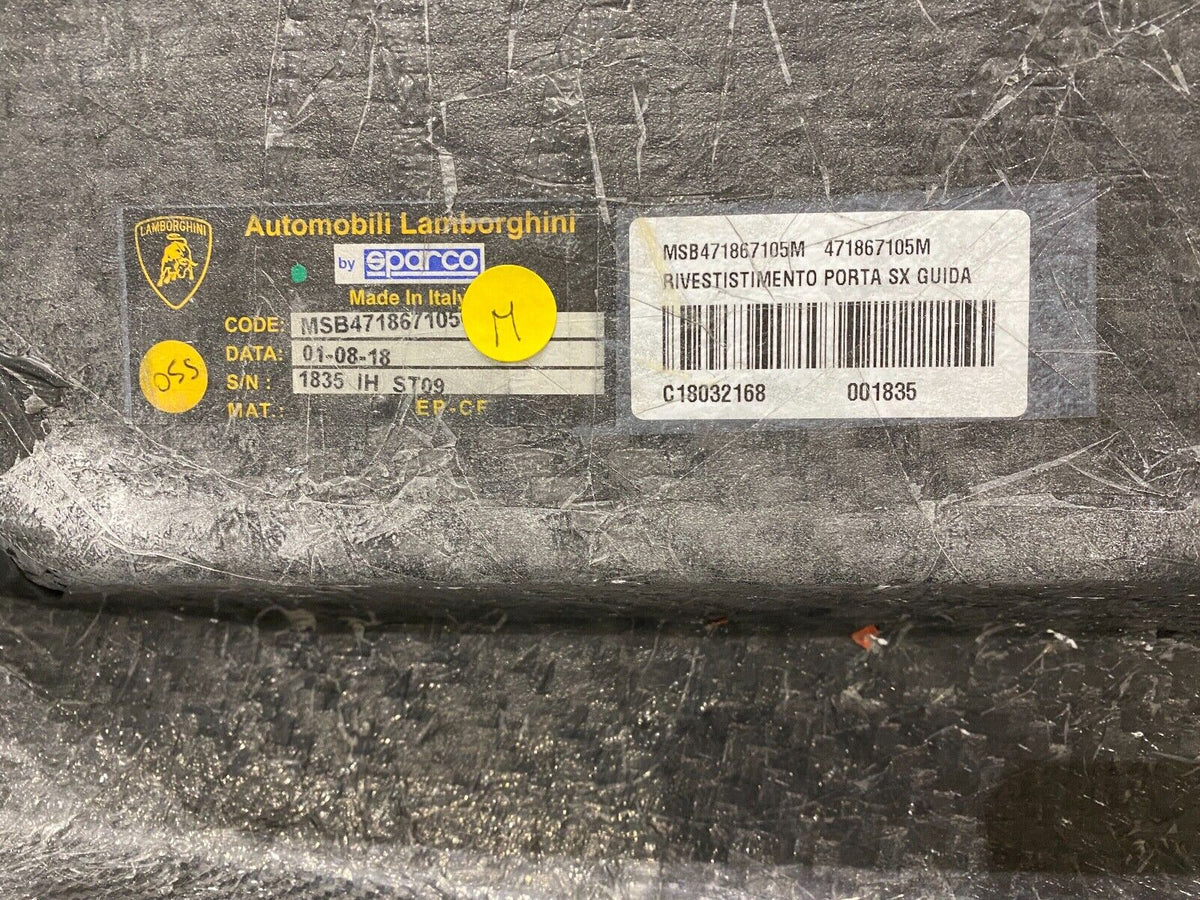 LAMBORGHINI
Automobili Lamborghini
by sparco
Made In Italy
M
CODE: MSB471867105
DATA: 01-08-18
S/N : 1835 IH ST09
MAT : EP-CF
OSS
MSB471867105M 471867105M
RIVESTISTIMENTO PORTA SX GUIDA
C18032168 001835